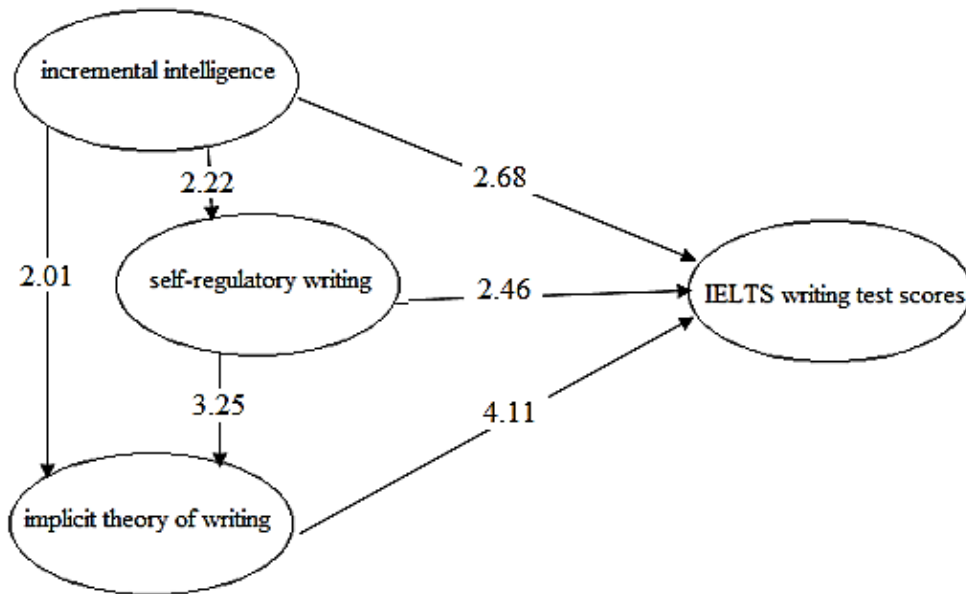 incremental intelligence
2.22
2.68
2.01
self-regulatory writing
2.46
IELTS writing test scores
3.25
4.11
implicit theory of writing